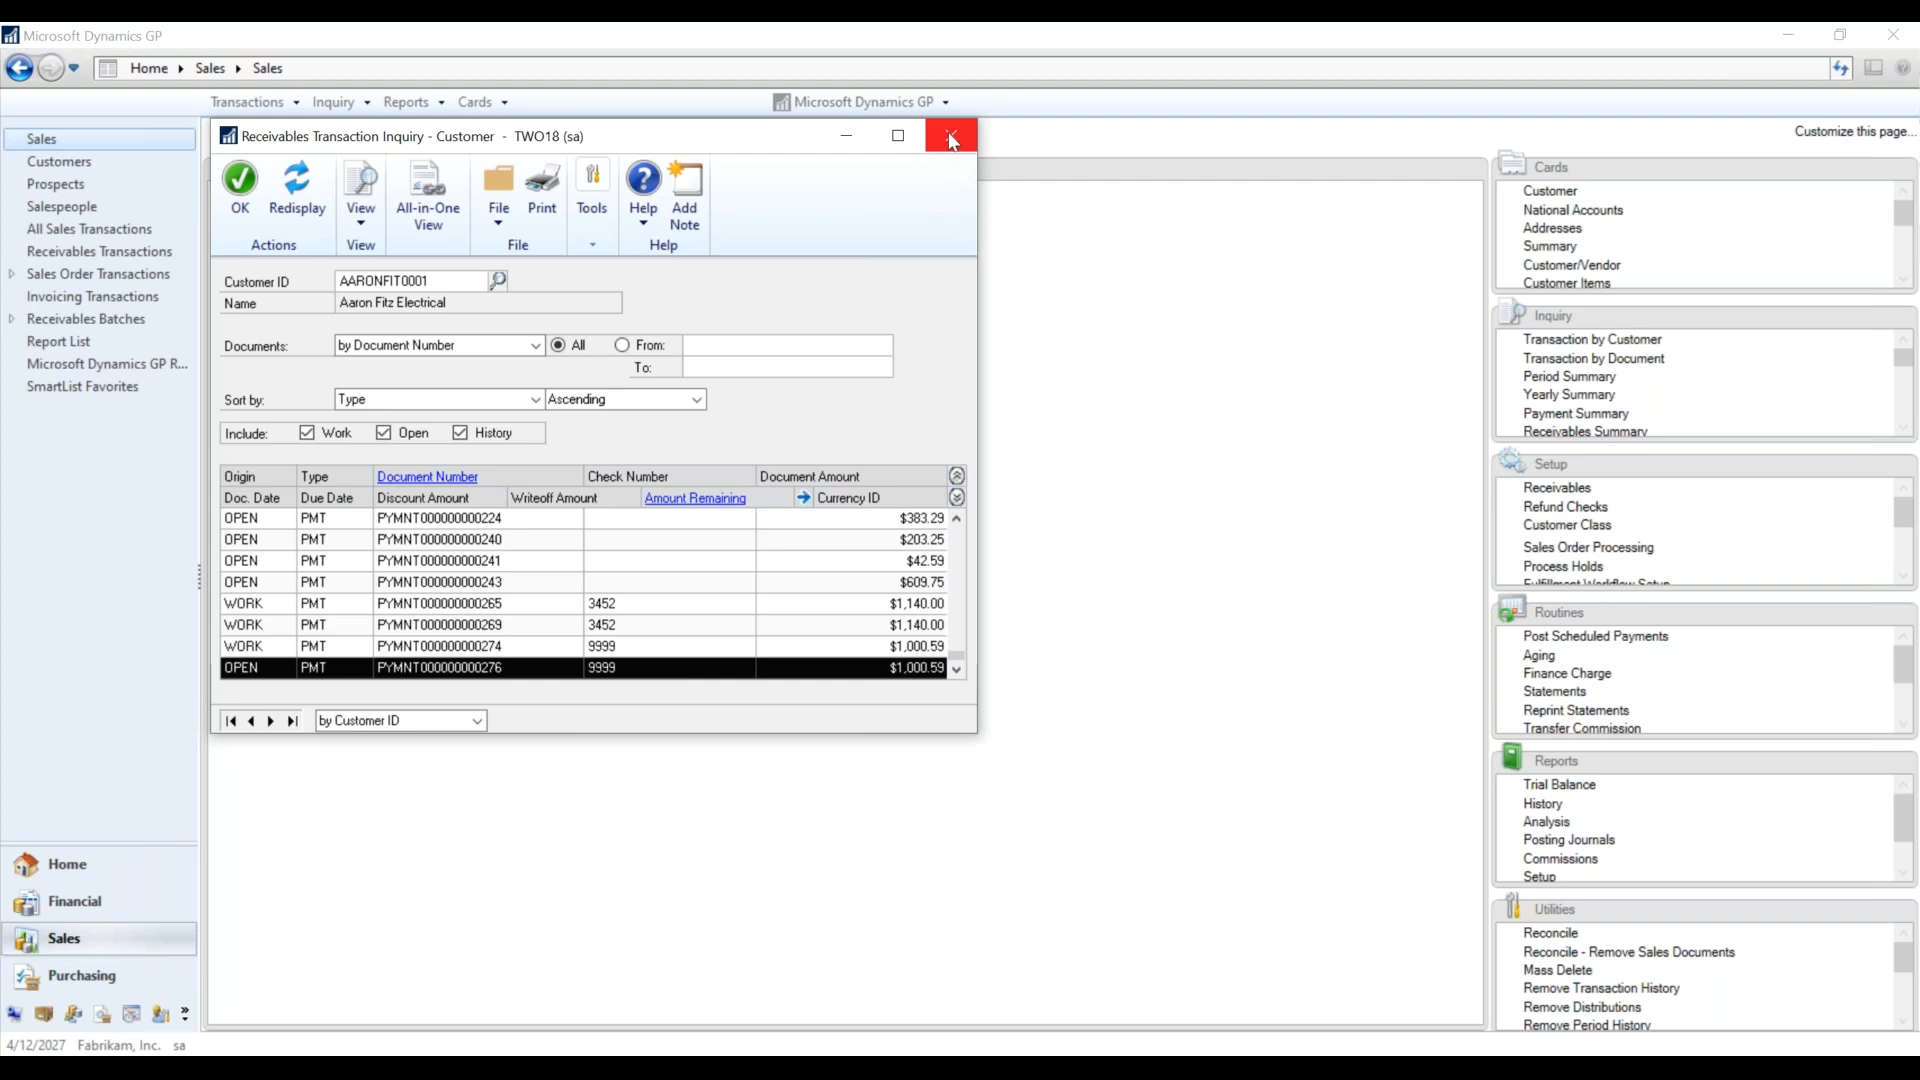 Microsoft Dynamics GP
Home Sales Sales
Transactions Inquiry Reports Cards Microsoft Dynamics GP
Customize this page...
Sales
Customers
Prospects
Salespeople
All Sales Transactions
Receivables Transactions
Sales Order Transactions
Invoicing Transactions
Receivables Batches
Report List
Microsoft Dynamics GP R...
SmartList Favorites
Home
Financial
Sales
Purchasing
Receivables Transaction Inquiry - Customer - TWO18 (sa)
OK Redisplay View All-in-One View File Print Tools Help Add Note
Actions View File Help
Customer ID AARONFIT0001
Name Aaron Fitz Electrical
Documents: by Document Number All From:
To:
Sort by: Type Ascending
Include: Work Open History
Origin Type Document Number Check Number Document Amount
Doc. Date Due Date Discount Amount Writeoff Amount Amount Remaining Currency ID
OPEN PMT PYMNT000000000224 $383.29
OPEN PMT PYMNT000000000240 $203.25
OPEN PMT PYMNT000000000241 $42.59
OPEN PMT PYMNT000000000243 $609.75
WORK PMT PYMNT000000000265 3452 $1,140.00
WORK PMT PYMNT000000000269 3452 $1,140.00
WORK PMT PYMNT000000000274 9999 $1,000.59
OPEN PMT PYMNT000000000276 9999 $1,000.59
by Customer ID
Cards
Customer
National Accounts
Addresses
Summary
Customer/Vendor
Customer Items
Inquiry
Transaction by Customer
Transaction by Document
Period Summary
Yearly Summary
Payment Summary
Receivables Summary
Setup
Receivables
Refund Checks
Customer Class
Sales Order Processing
Process Holds
Fulfillment Workflow Setup
Routines
Post Scheduled Payments
Aging
Finance Charge
Statements
Reprint Statements
Transfer Commission
Reports
Trial Balance
History
Analysis
Posting Journals
Commissions
Setup
Utilities
Reconcile
Reconcile - Remove Sales Documents
Mass Delete
Remove Transaction History
Remove Distributions
Remove Period History
4/12/2027 Fabrikam, Inc. sa